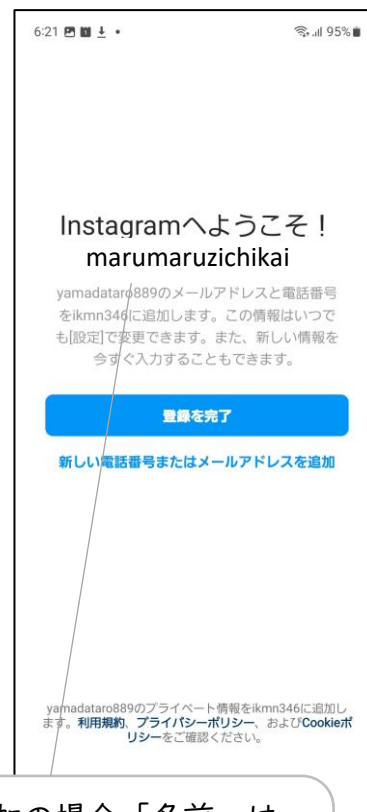 6:21
95%
Instagramへようこそ！
marumaruzichikai
yamadataro889のメールアドレスと電話番号
をikmn346に追加します。この情報はいつで
も[設定]で変更できます。また、新しい情報を
今すぐ入力することもできます。
登録を完了
新しい電話番号またはメールアドレスを追加
yamadataro889のプライベート情報をikmn346に追加し
ます。利用規約、プライバシーポリシー、およびCookieポ
リシーをご確認ください。
の場合「名前」は